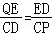 QE/CD = ED/CP